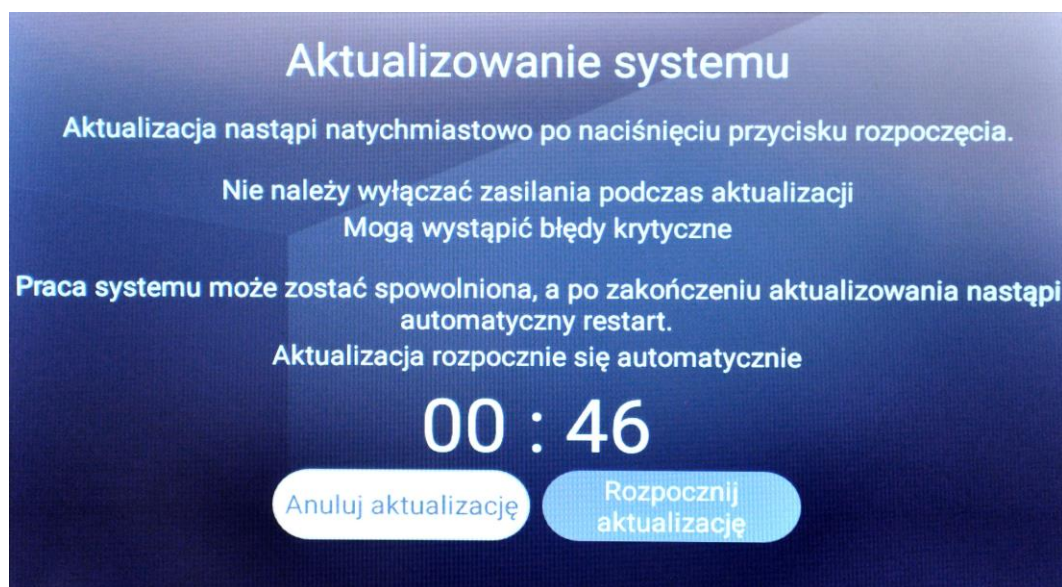 Aktualizowanie systemu
Aktualizacja nastąpi natychmiastowo po naciśnięciu przycisku rozpoczęcia.
Nie należy wyłączać zasilania podczas aktualizacji
Mogą wystąpić błędy krytyczne
Praca systemu może zostać spowolniona, a po zakończeniu aktualizowania nastąpi
automatyczny restart.
Aktualizacja rozpocznie się automatycznie
00 : 46
Anuluj aktualizację
Rozpocznij
aktualizację